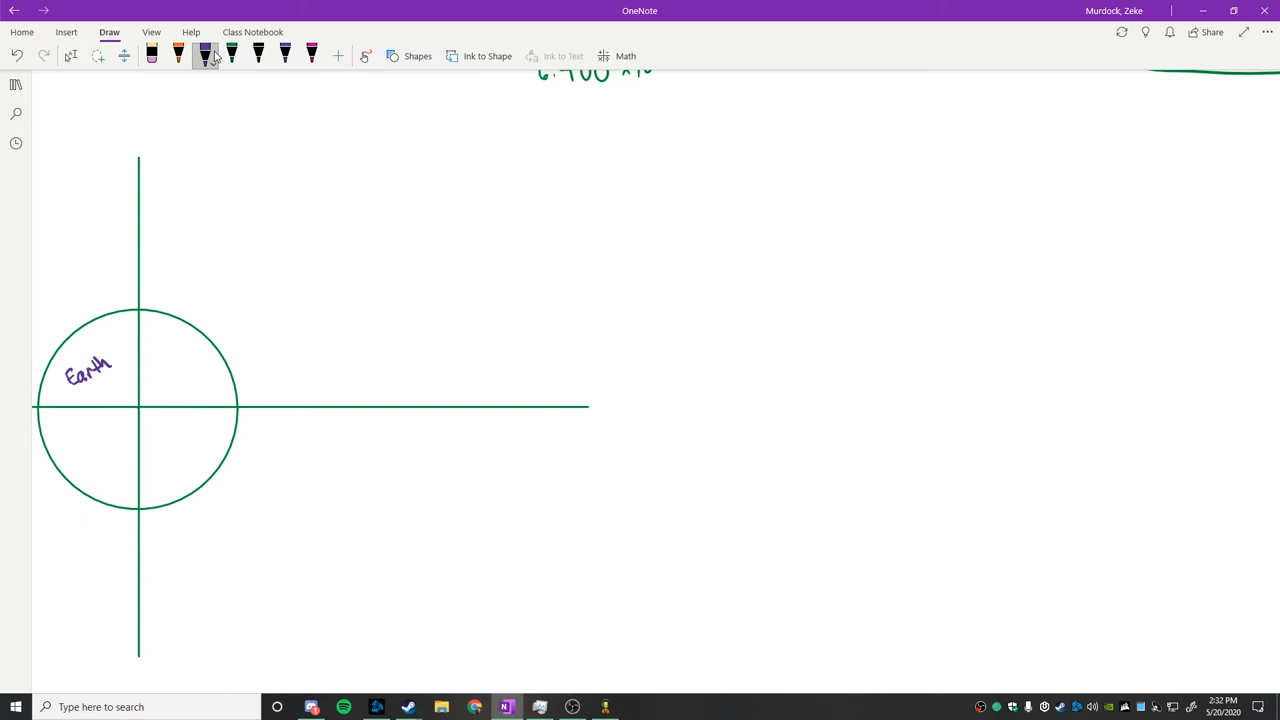 OneNote
Murdock, Zeke
Home Insert Draw View Help Class Notebook
Share
Shapes Ink to Shape Ink to Text Math
Earth
Type here to search
2:32 PM
5/20/2020